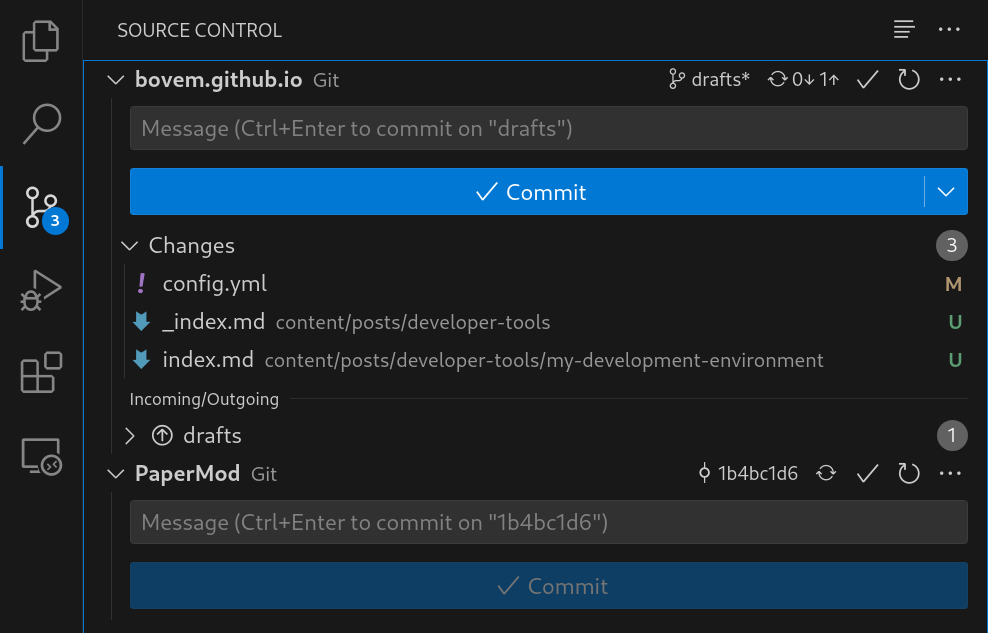 SOURCE CONTROL
bovem.github.io Git drafts* 0↓ 1↑
Message (Ctrl+Enter to commit on "drafts")
3
Commit
Changes 3
! config.yml M
_index.md content/posts/developer-tools U
index.md content/posts/developer-tools/my-development-environment U
Incoming/Outgoing
drafts 1
PaperMod Git 1b4bc1d6
Message (Ctrl+Enter to commit on "1b4bc1d6")
Commit